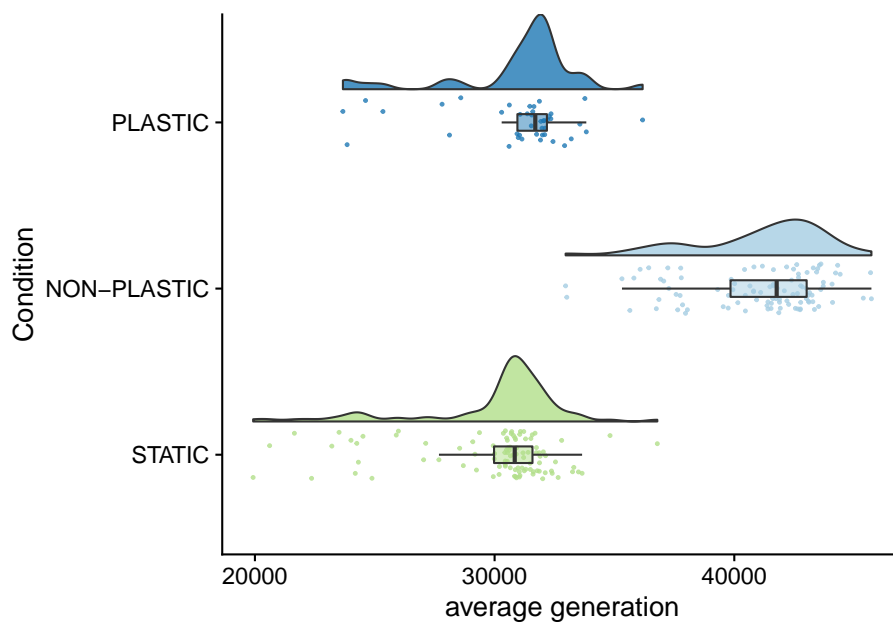 Condition
PLASTIC
NON−PLASTIC
STATIC
20000
30000
40000
average generation